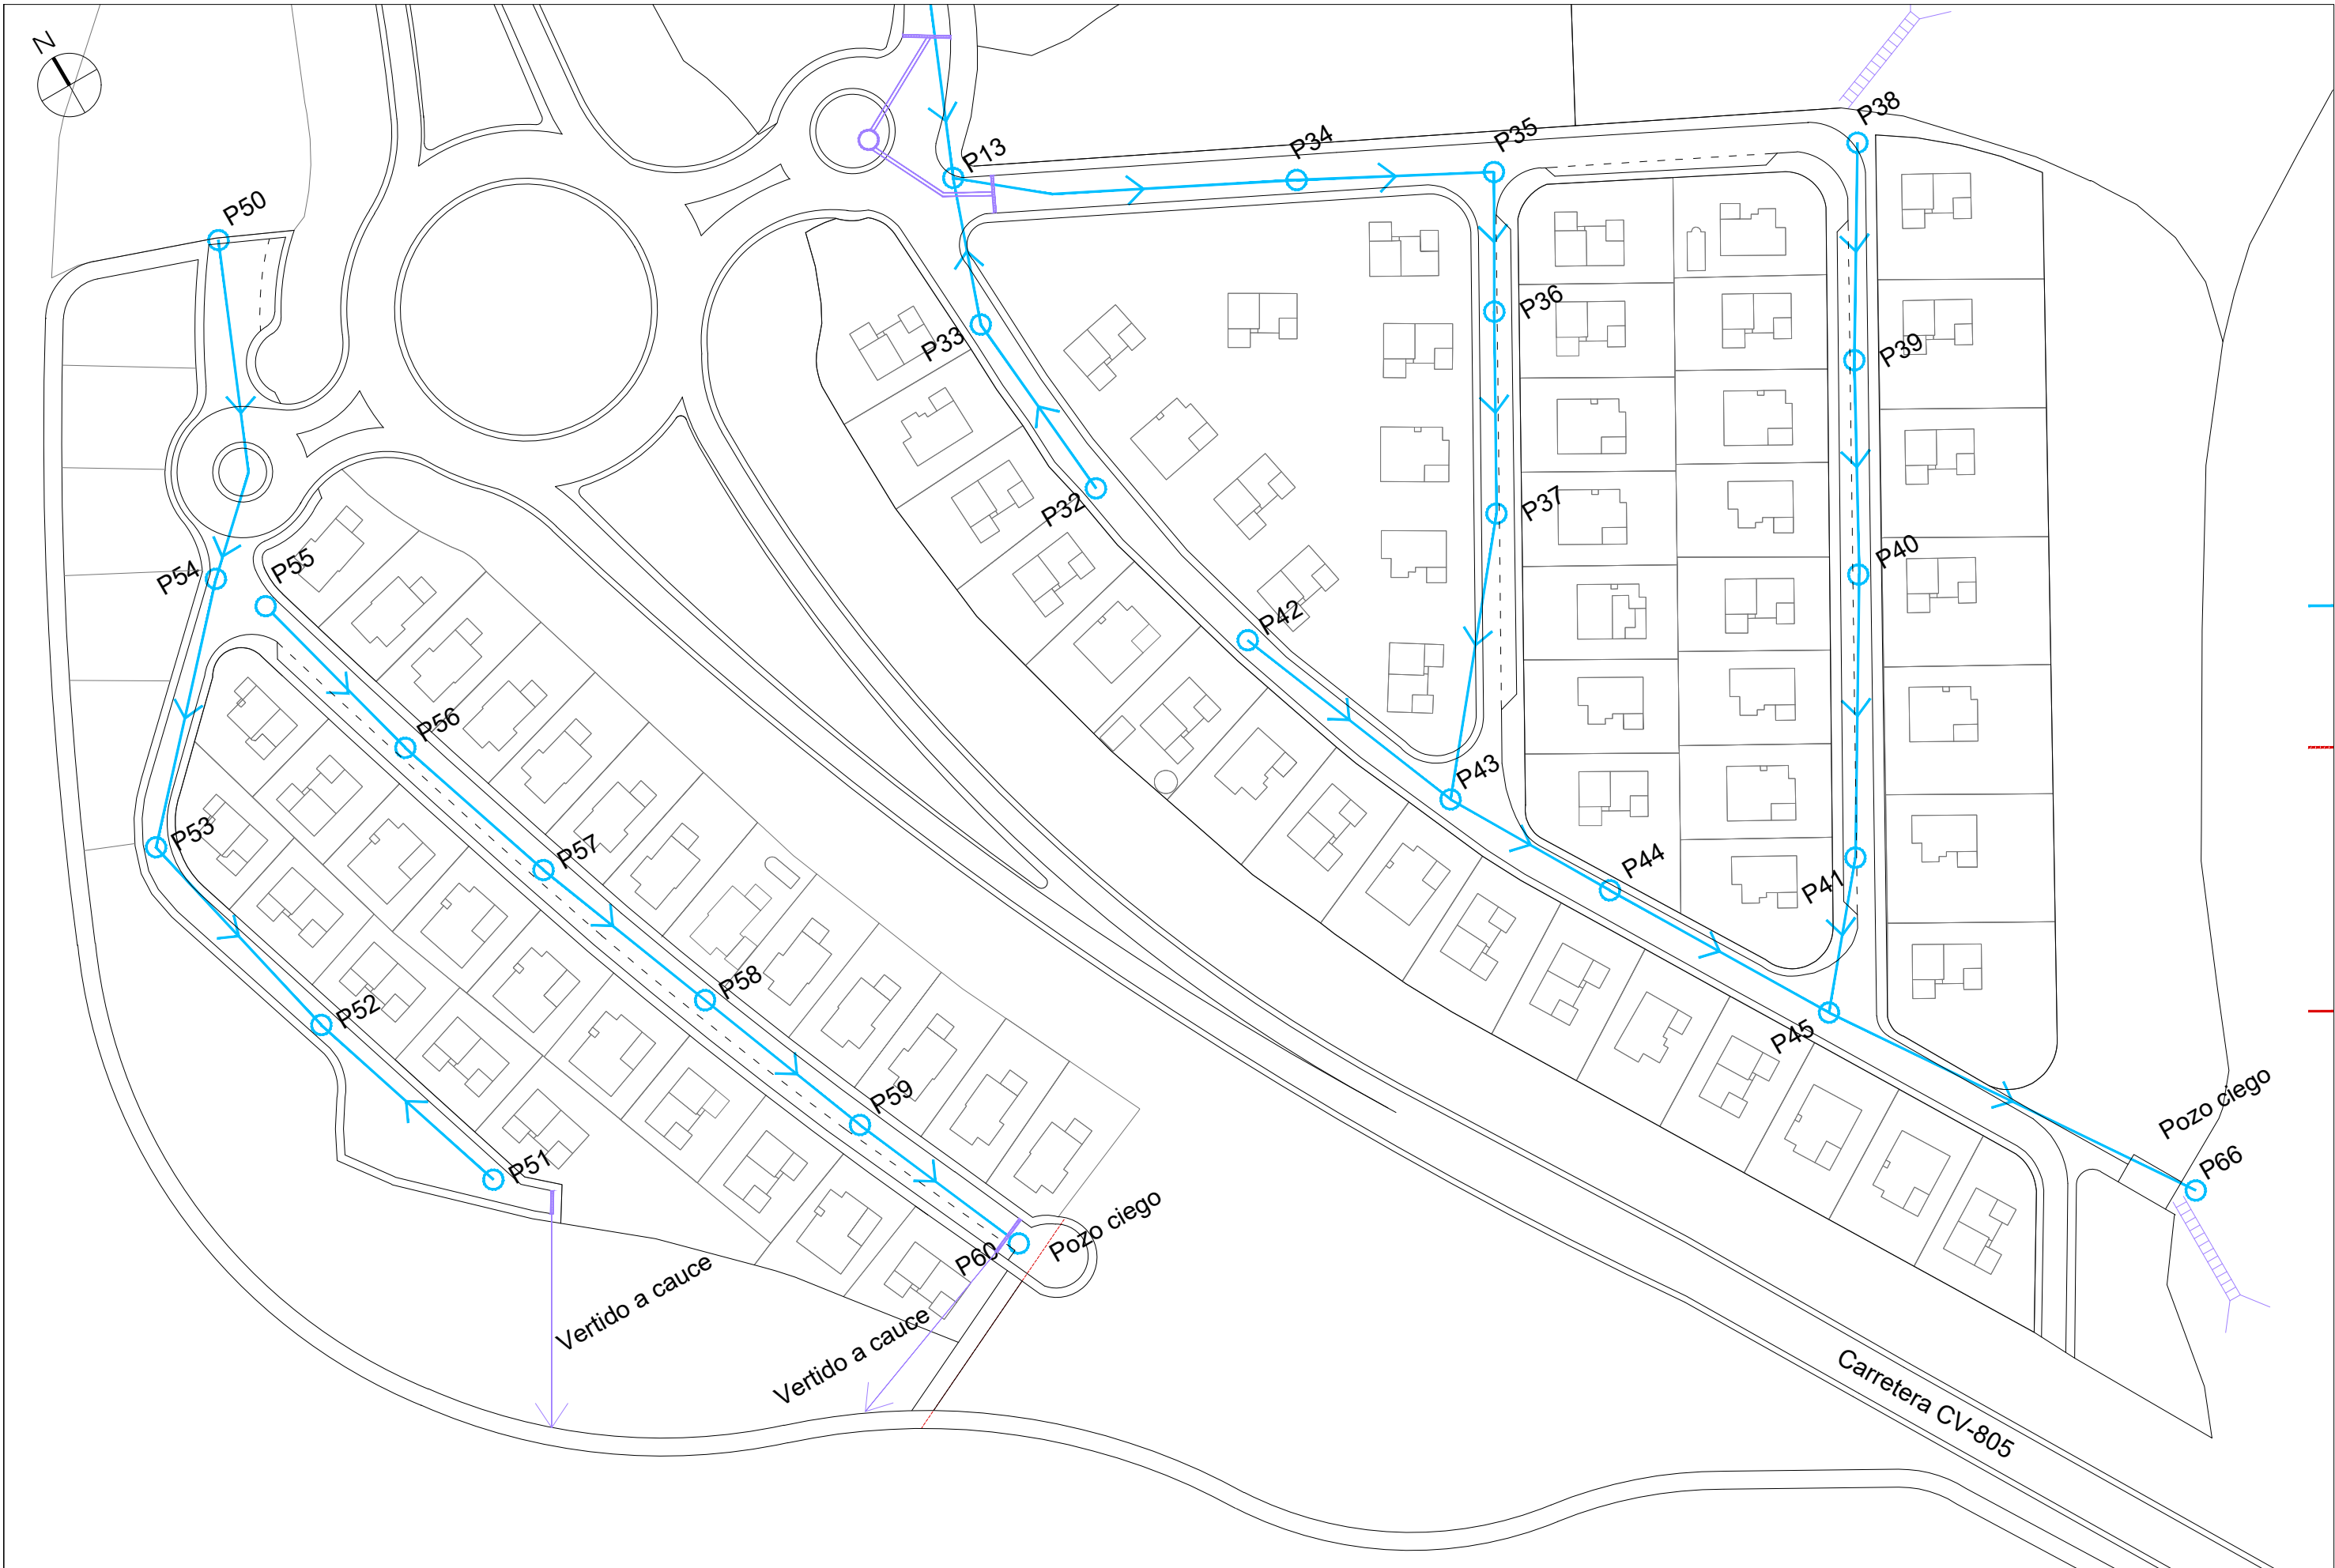 N
P50
P13
P34
P35
P38
P33
P36
P39
P32
P37
P54
P55
P42
P40
P56
P43
P53
P57
P44
P41
P52
P58
P45
P51
P59
Pozo ciego
P66
P60
Pozo ciego
Vertido a cauce
Vertido a cauce
Carretera CV-805